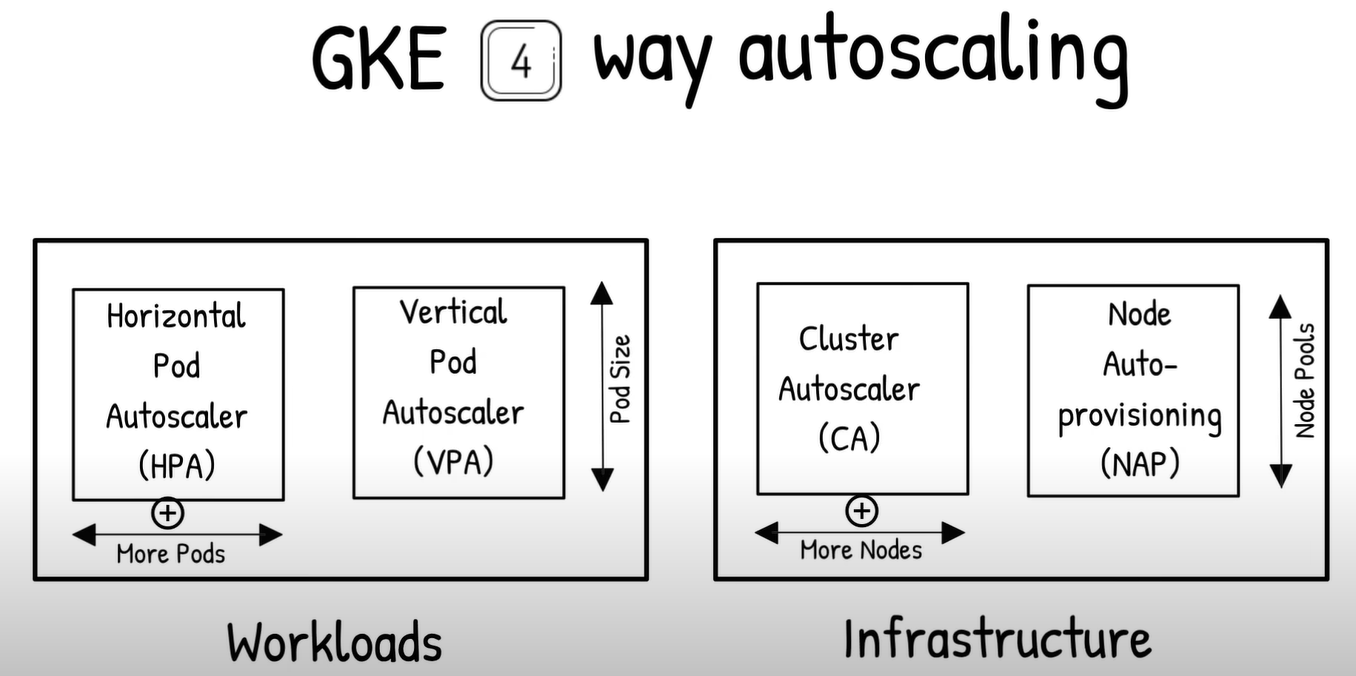 GKE 4 way autoscaling
Horizontal
Pod
Autoscaler
(HPA)
More Pods
Vertical
Pod
Autoscaler
(VPA)
Pod Size
Workloads
Cluster
Autoscaler
(CA)
More Nodes
Node
Auto-
provisioning
(NAP)
Node Pools
Infrastructure